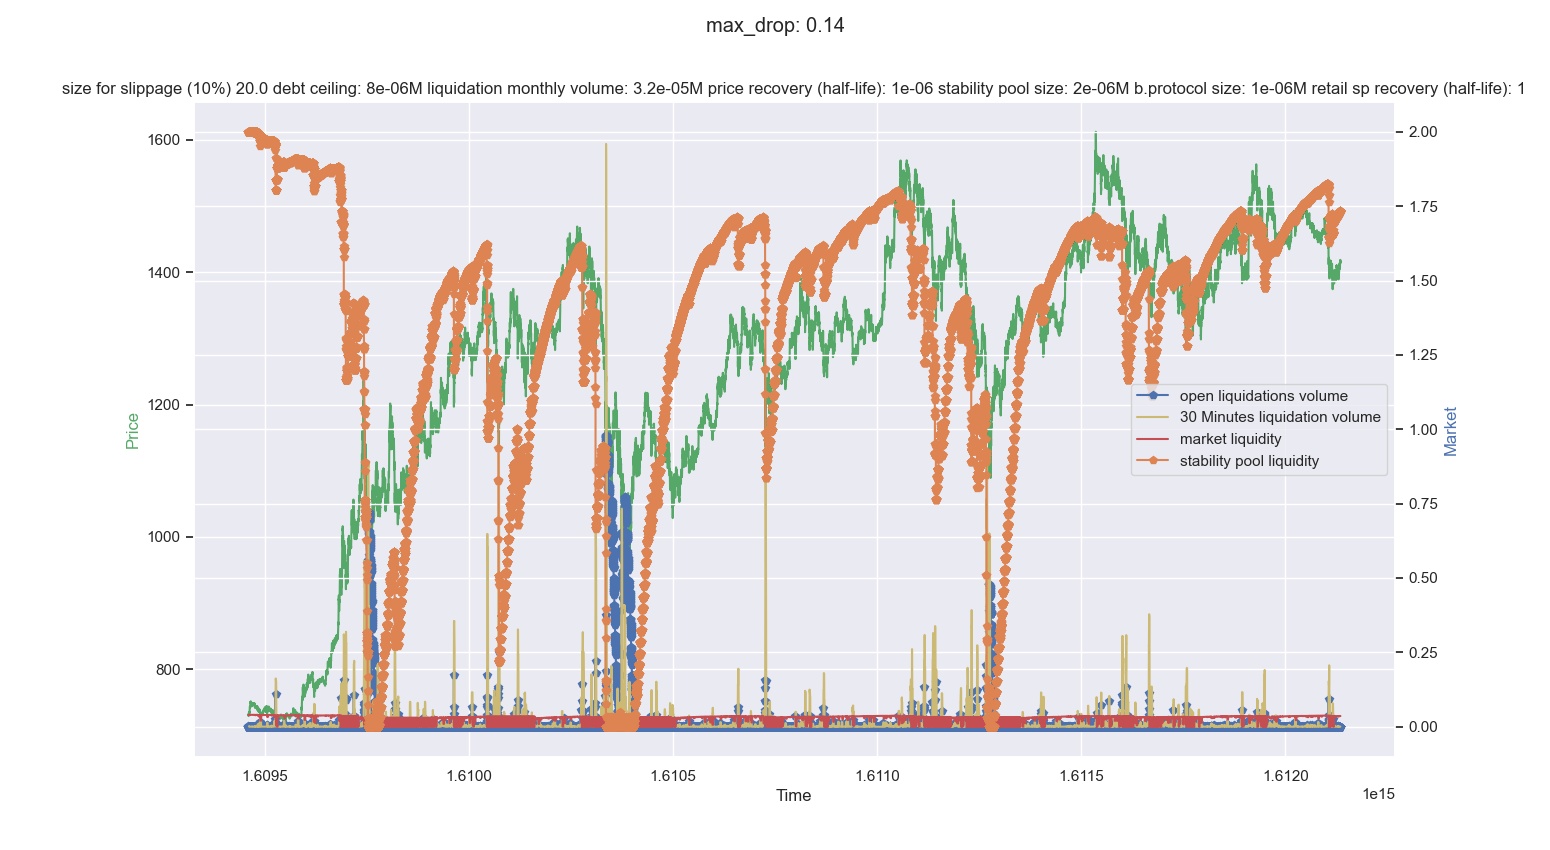 max_drop: 0.14
size for slippage (10%) 20.0 debt ceiling: 8e-06M liquidation monthly volume: 3.2e-05M price recovery (half-life): 1e-06 stability pool size: 2e-06M b.protocol size: 1e-06M retail sp recovery (half-life): 1
1600
1400
1200
1000
800
Price
2.00
1.75
1.50
1.25
1.00
0.75
0.50
0.25
0.00
Market
open liquidations volume
30 Minutes liquidation volume
market liquidity
stability pool liquidity
1.6095 1.6100 1.6105 1.6110 1.6115 1.6120
Time
1e15